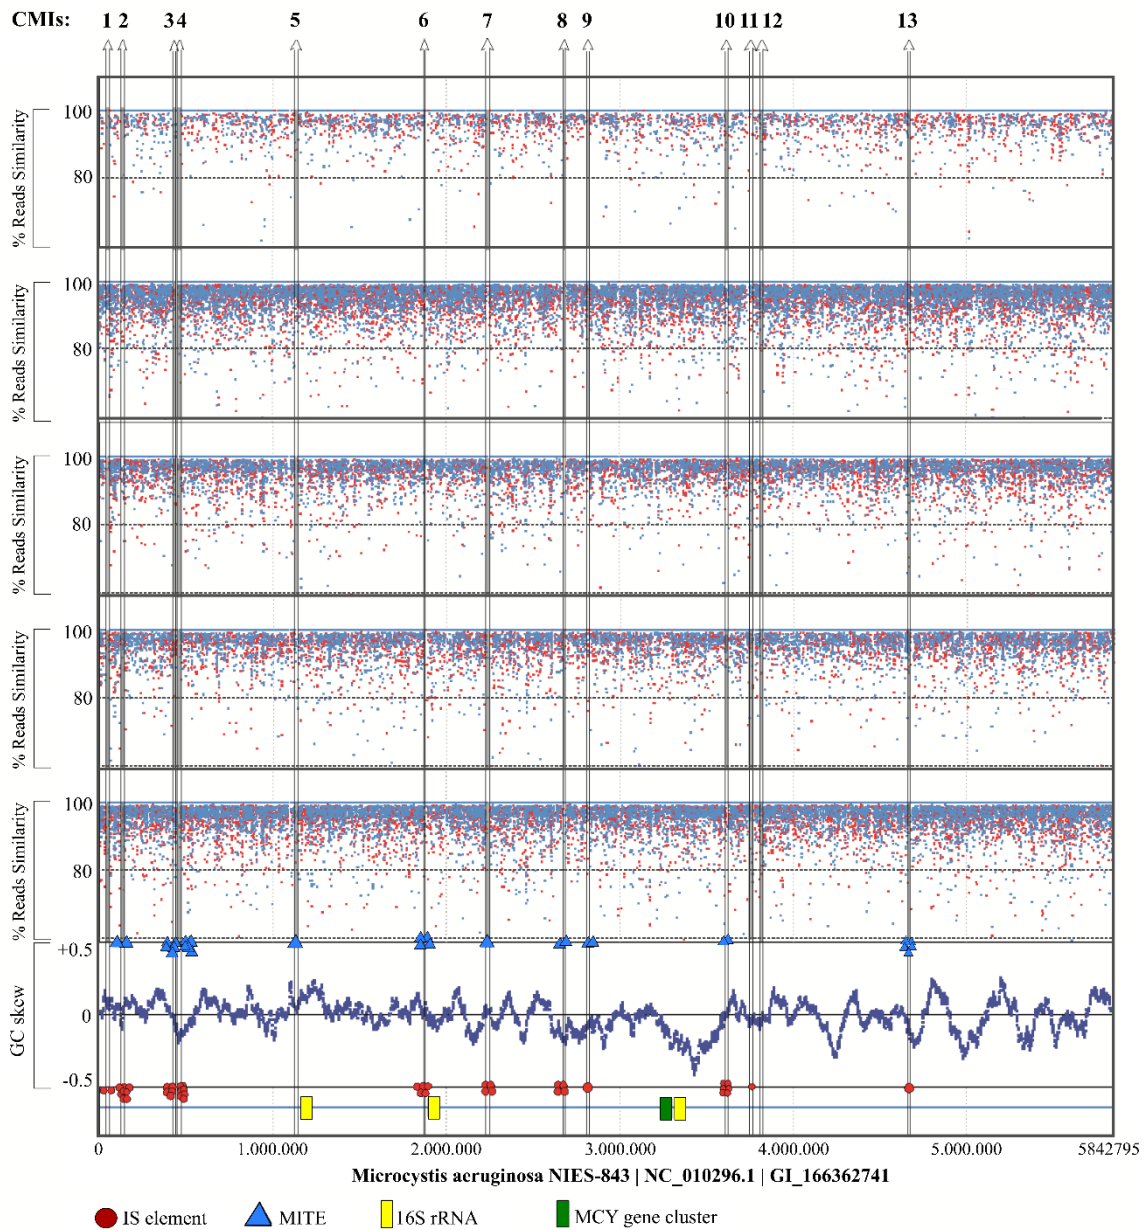 CMIs: 1 2 3 4 5 6 7 8 9 10 11 12 13
% Reads Similarity
100
80
% Reads Similarity
100
80
% Reads Similarity
100
80
% Reads Similarity
100
80
% Reads Similarity
100
80
GC skew
+0.5
0
-0.5
0 1.000.000 2.000.000 3.000.000 4.000.000 5.000.000 5842795
Microcystis aeruginosa NIES-843 | NC_010296.1 | GI_166362741
IS element MITE 16S rRNA MCY gene cluster